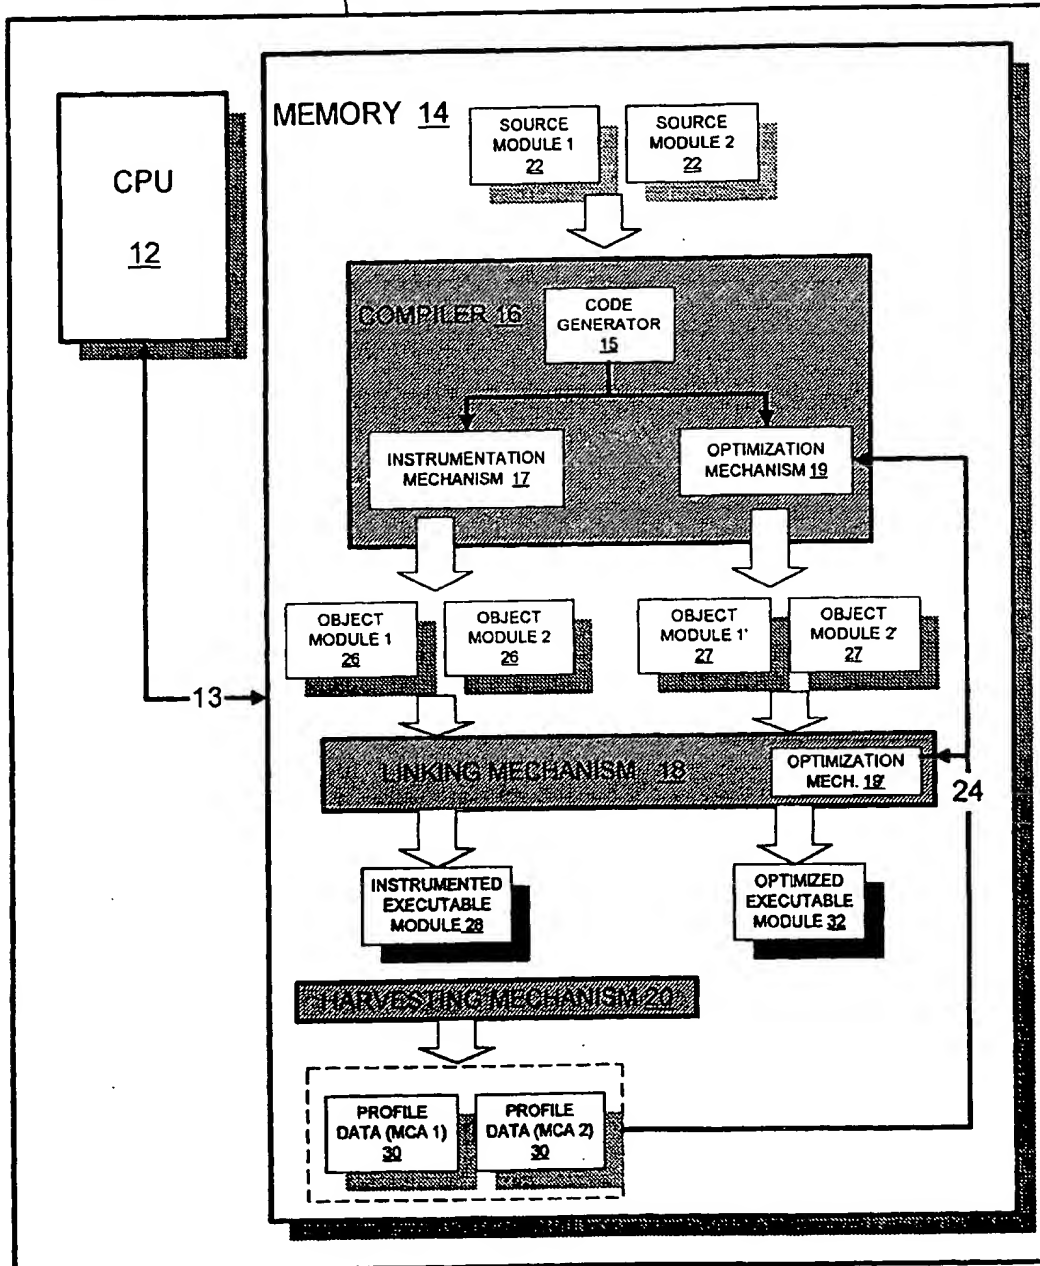 MEMORY 14
CPU
12
SOURCE
MODULE 1
22
SOURCE
MODULE 2
22
COMPILER 16
CODE
GENERATOR
15
INSTRUMENTATION
MECHANISM 17
OPTIMIZATION
MECHANISM 19
OBJECT
MODULE 1
26
OBJECT
MODULE 2
26
OBJECT
MODULE 1'
27
OBJECT
MODULE 2'
27
13
LINKING MECHANISM 18
OPTIMIZATION
MECH. 19'
24
INSTRUMENTED
EXECUTABLE
MODULE 28
OPTIMIZED
EXECUTABLE
MODULE 32
HARVESTING MECHANISM 20
PROFILE
DATA (MCA 1)
30
PROFILE
DATA (MCA 2)
30